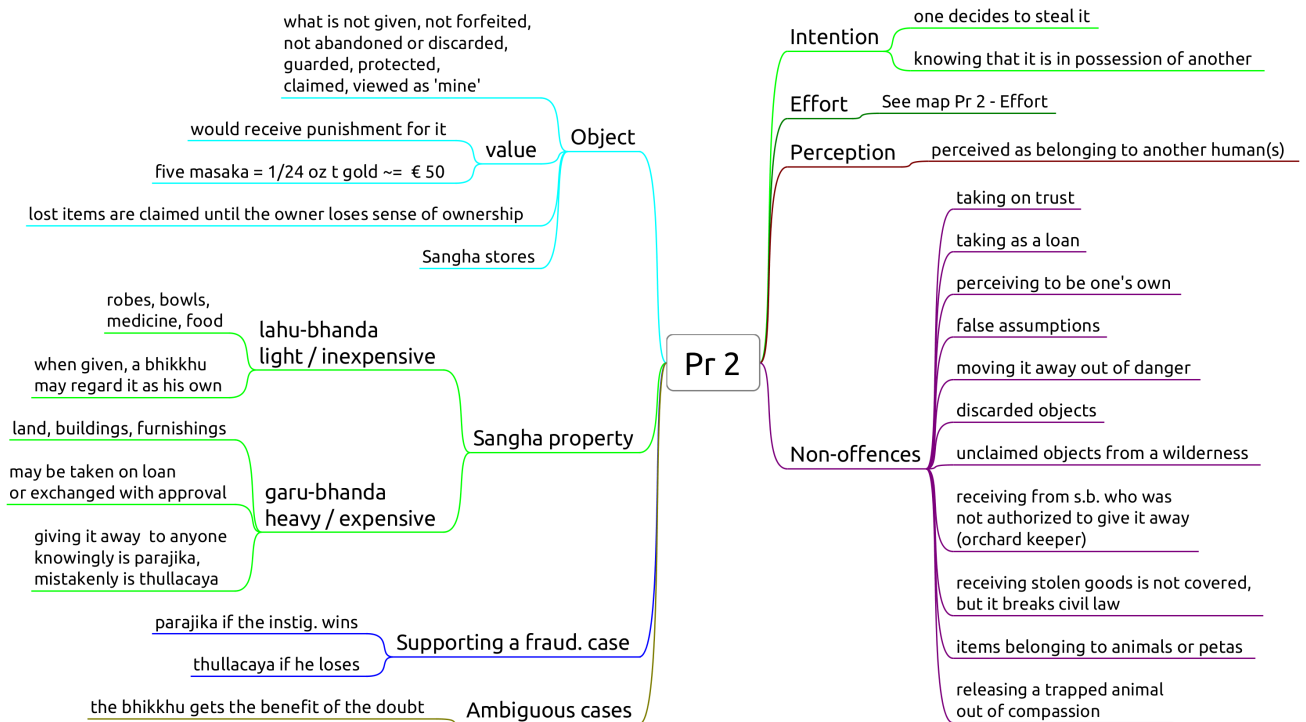 Pr 2
Intention
one decides to steal it
knowing that it is in possession of another
Effort
See map Pr 2 - Effort
Perception
perceived as belonging to another human(s)
Non-offences
taking on trust
taking as a loan
perceiving to be one's own
false assumptions
moving it away out of danger
discarded objects
unclaimed objects from a wilderness
receiving from s.b. who was
not authorized to give it away
(orchard keeper)
receiving stolen goods is not covered,
but it breaks civil law
items belonging to animals or petas
releasing a trapped animal
out of compassion
Object
what is not given, not forfeited,
not abandoned or discarded,
guarded, protected,
claimed, viewed as 'mine'
value
would receive punishment for it
five masaka = 1/24 oz t gold ~=  € 50
lost items are claimed until the owner loses sense of ownership
Sangha stores
Sangha property
lahu-bhanda
light / inexpensive
robes, bowls,
medicine, food
when given, a bhikkhu
may regard it as his own
garu-bhanda
heavy / expensive
land, buildings, furnishings
may be taken on loan
or exchanged with approval
giving it away  to anyone
knowingly is parajika,
mistakenly is thullacaya
Supporting a fraud. case
parajika if the instig. wins
thullacaya if he loses
Ambiguous cases
the bhikkhu gets the benefit of the doubt